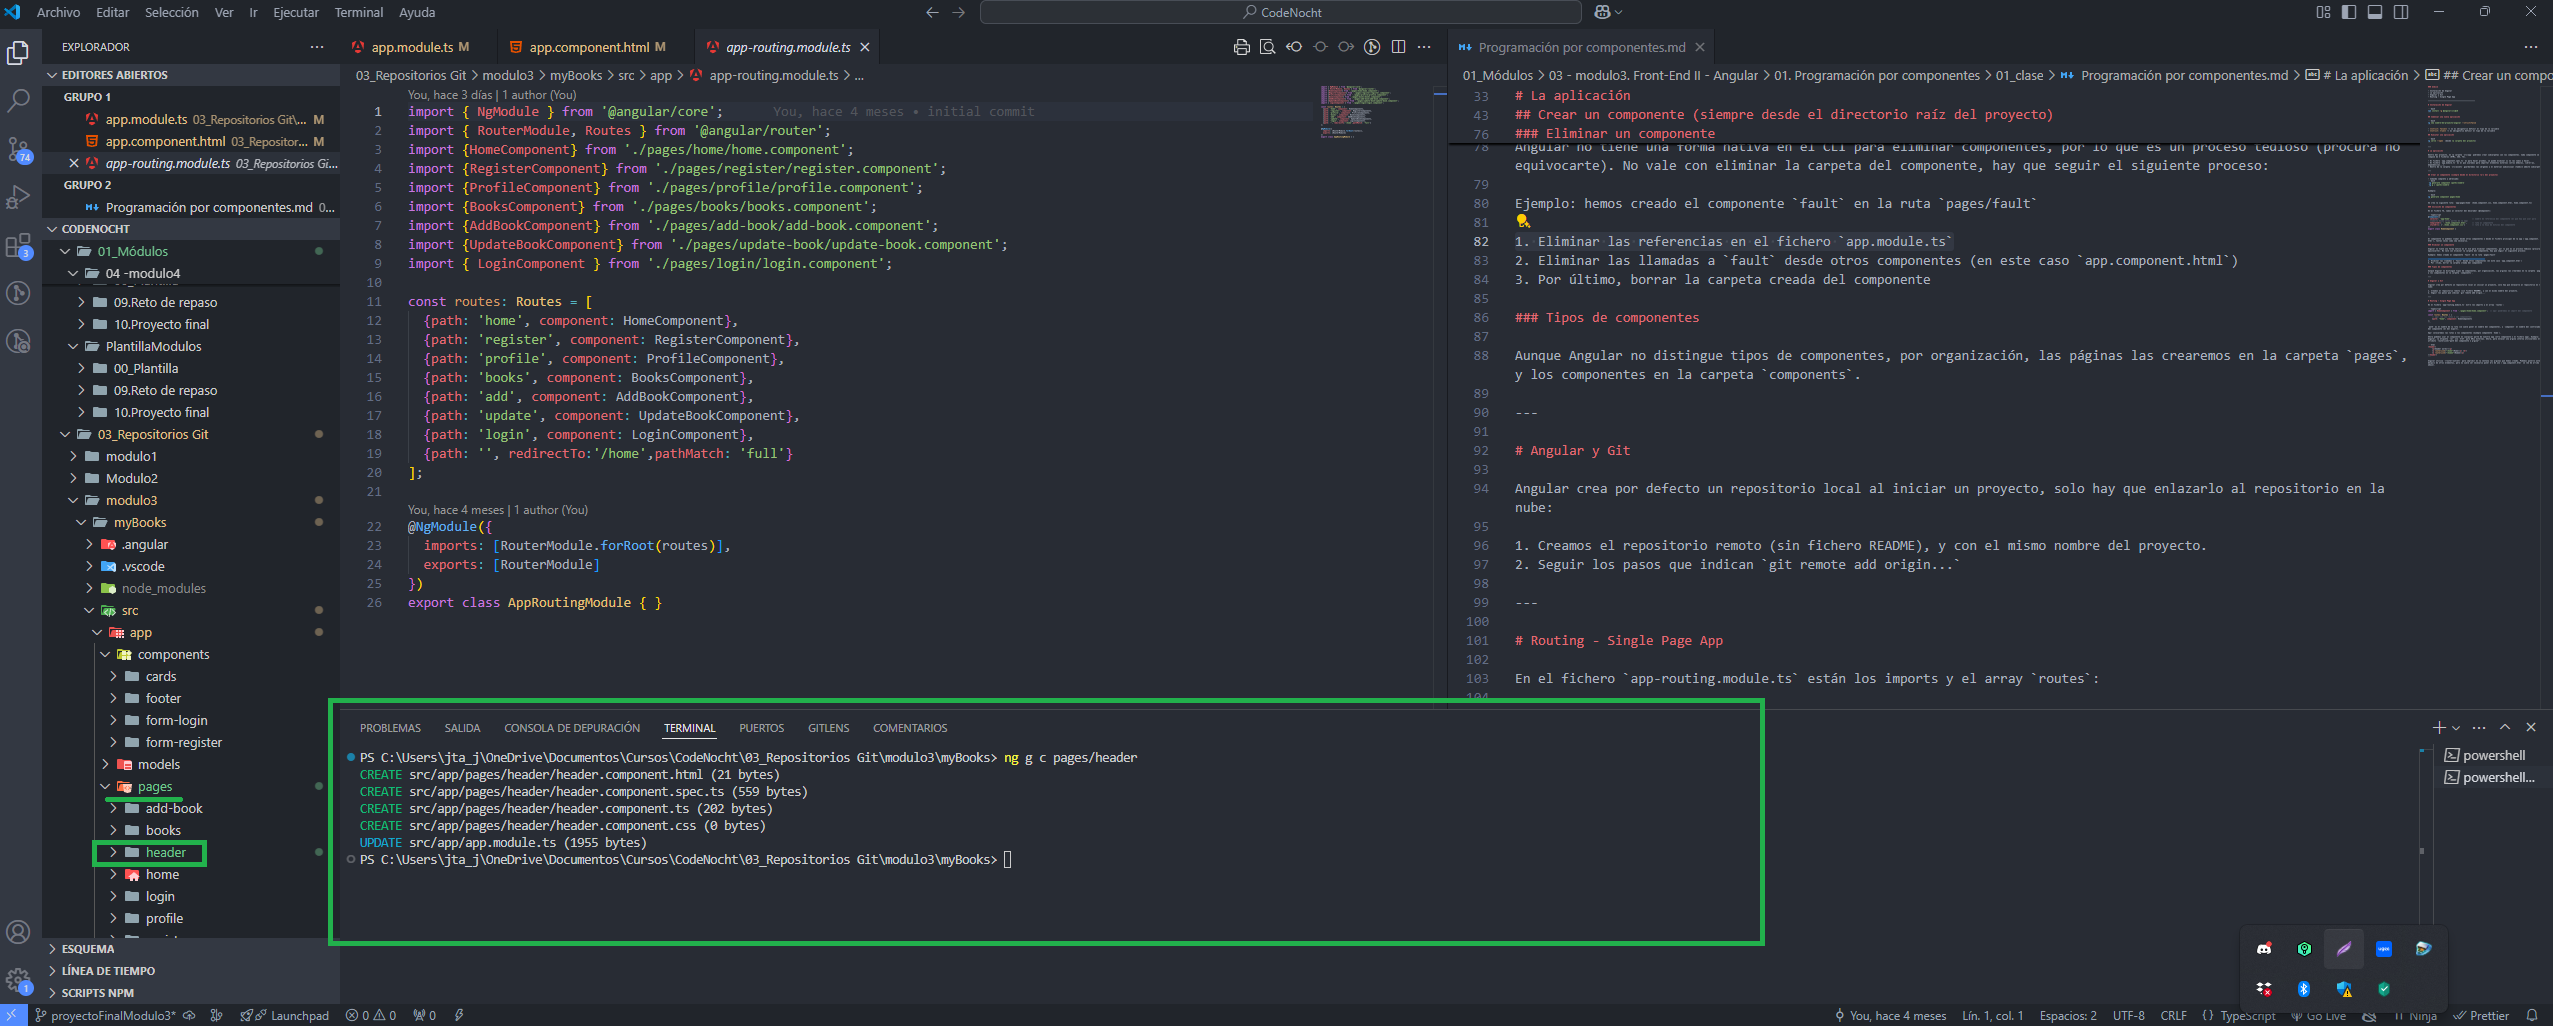 Archivo Editar Selección Ver Ir Ejecutar Terminal Ayuda
CodeNocht
EXPLORADOR
EDITORES ABIERTOS
GRUPO 1
app.module.ts 03_Repositorios Git\... M
app.component.html 03_Repositor... M
app-routing.module.ts 03_Repositorios Gi...
GRUPO 2
Programación por componentes.md 0...
CODENOCHT
01_Módulos
04 -modulo4
09.Reto de repaso
10.Proyecto final
PlantillaModulos
00_Plantilla
09.Reto de repaso
10.Proyecto final
03_Repositorios Git
modulo1
Modulo2
modulo3
myBooks
.angular
.vscode
node_modules
src
app
components
cards
footer
form-login
form-register
models
pages
add-book
books
header
home
login
profile
ESQUEMA
LÍNEA DE TIEMPO
SCRIPTS NPM
74
3
1
app.module.ts M
app.component.html M
app-routing.module.ts
03_Repositorios Git > modulo3 > myBooks > src > app > app-routing.module.ts > ...
You, hace 3 días | 1 author (You)
1 import { NgModule } from '@angular/core'; You, hace 4 meses • initial commit
2 import { RouterModule, Routes } from '@angular/router';
3 import {HomeComponent} from './pages/home/home.component';
4 import {RegisterComponent} from './pages/register/register.component';
5 import {ProfileComponent} from './pages/profile/profile.component';
6 import {BooksComponent} from './pages/books/books.component';
7 import {AddBookComponent} from './pages/add-book/add-book.component';
8 import {UpdateBookComponent} from './pages/update-book/update-book.component';
9 import { LoginComponent } from './pages/login/login.component';
10
11 const routes: Routes = [
12 {path: 'home', component: HomeComponent},
13 {path: 'register', component: RegisterComponent},
14 {path: 'profile', component: ProfileComponent},
15 {path: 'books', component: BooksComponent},
16 {path: 'add', component: AddBookComponent},
17 {path: 'update', component: UpdateBookComponent},
18 {path: 'login', component: LoginComponent},
19 {path: '', redirectTo:'/home',pathMatch: 'full'}
20 ];
21
You, hace 4 meses | 1 author (You)
22 @NgModule({
23 imports: [RouterModule.forRoot(routes)],
24 exports: [RouterModule]
25 })
26 export class AppRoutingModule { }
Programación por componentes.md
01_Módulos > 03 - modulo3. Front-End II - Angular > 01. Programación por componentes > 01_clase > Programación por componentes.md > # La aplicación > ## Crear un compo
33 # La aplicación
43 ## Crear un componente (siempre desde el directorio raíz del proyecto)
76 ### Eliminar un componente
78 Angular no tiene una forma nativa en el CLI para eliminar componentes, por lo que es un proceso tedioso (procura no
equivocarte). No vale con eliminar la carpeta del componente, hay que seguir el siguiente proceso:
79
80 Ejemplo: hemos creado el componente `fault` en la ruta `pages/fault`
81
82 1. Eliminar las referencias en el fichero `app.module.ts`
83 2. Eliminar las llamadas a `fault` desde otros componentes (en este caso `app.component.html`)
84 3. Por último, borrar la carpeta creada del componente
85
86 ### Tipos de componentes
87
88 Aunque Angular no distingue tipos de componentes, por organización, las páginas las crearemos en la carpeta `pages`,
y los componentes en la carpeta `components`.
89
90 ---
91
92 # Angular y Git
93
94 Angular crea por defecto un repositorio local al iniciar un proyecto, solo hay que enlazarlo al repositorio en la
nube:
95
96 1. Creamos el repositorio remoto (sin fichero README), y con el mismo nombre del proyecto.
97 2. Seguir los pasos que indican `git remote add origin...`
98
99 ---
100
101 # Routing - Single Page App
102
103 En el fichero `app-routing.module.ts` están los imports y el array `routes`:
104
PROBLEMAS SALIDA CONSOLA DE DEPURACIÓN TERMINAL PUERTOS GITLENS COMENTARIOS
PS C:\Users\jta_j\OneDrive\Documentos\Cursos\CodeNocht\03_Repositorios Git\modulo3\myBooks> ng g c pages/header
CREATE src/app/pages/header/header.component.html (21 bytes)
CREATE src/app/pages/header/header.component.spec.ts (559 bytes)
CREATE src/app/pages/header/header.component.ts (202 bytes)
CREATE src/app/pages/header/header.component.css (0 bytes)
UPDATE src/app/app.module.ts (1955 bytes)
PS C:\Users\jta_j\OneDrive\Documentos\Cursos\CodeNocht\03_Repositorios Git\modulo3\myBooks>
powershell
powershell...
proyectoFinalModulo3* Launchpad 0 0 0
You, hace 4 meses Lín. 1, col. 1 Espacios: 2 UTF-8 CRLF { } TypeScript Go Live Ninja Prettier